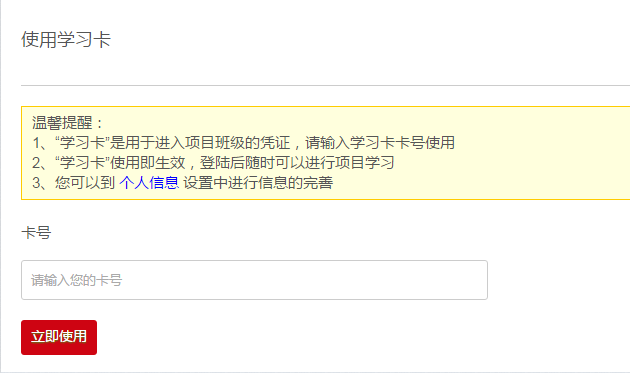 使用学习卡
温馨提醒：
1、“学习卡”是用于进入项目班级的凭证，请输入学习卡卡号使用
2、“学习卡”使用即生效，登陆后随时可以进行项目学习
3、您可以到 个人信息 设置中进行信息的完善
卡号
请输入您的卡号
立即使用